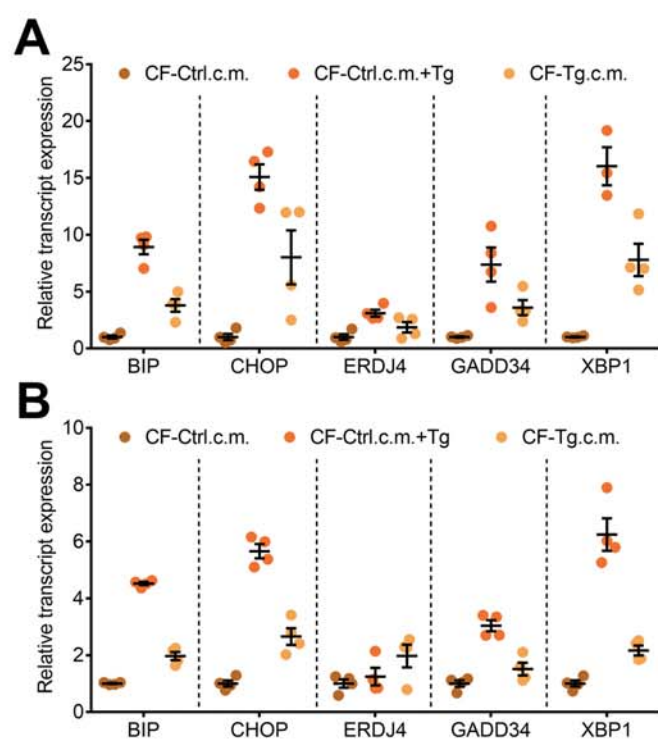 A
CF-Ctrl.c.m. CF-Ctrl.c.m.+Tg CF-Tg.c.m.
Relative transcript expression
25
20
15
10
5
0
BIP CHOP ERDJ4 GADD34 XBP1
B
CF-Ctrl.c.m. CF-Ctrl.c.m.+Tg CF-Tg.c.m.
Relative transcript expression
10
8
6
4
2
0
BIP CHOP ERDJ4 GADD34 XBP1